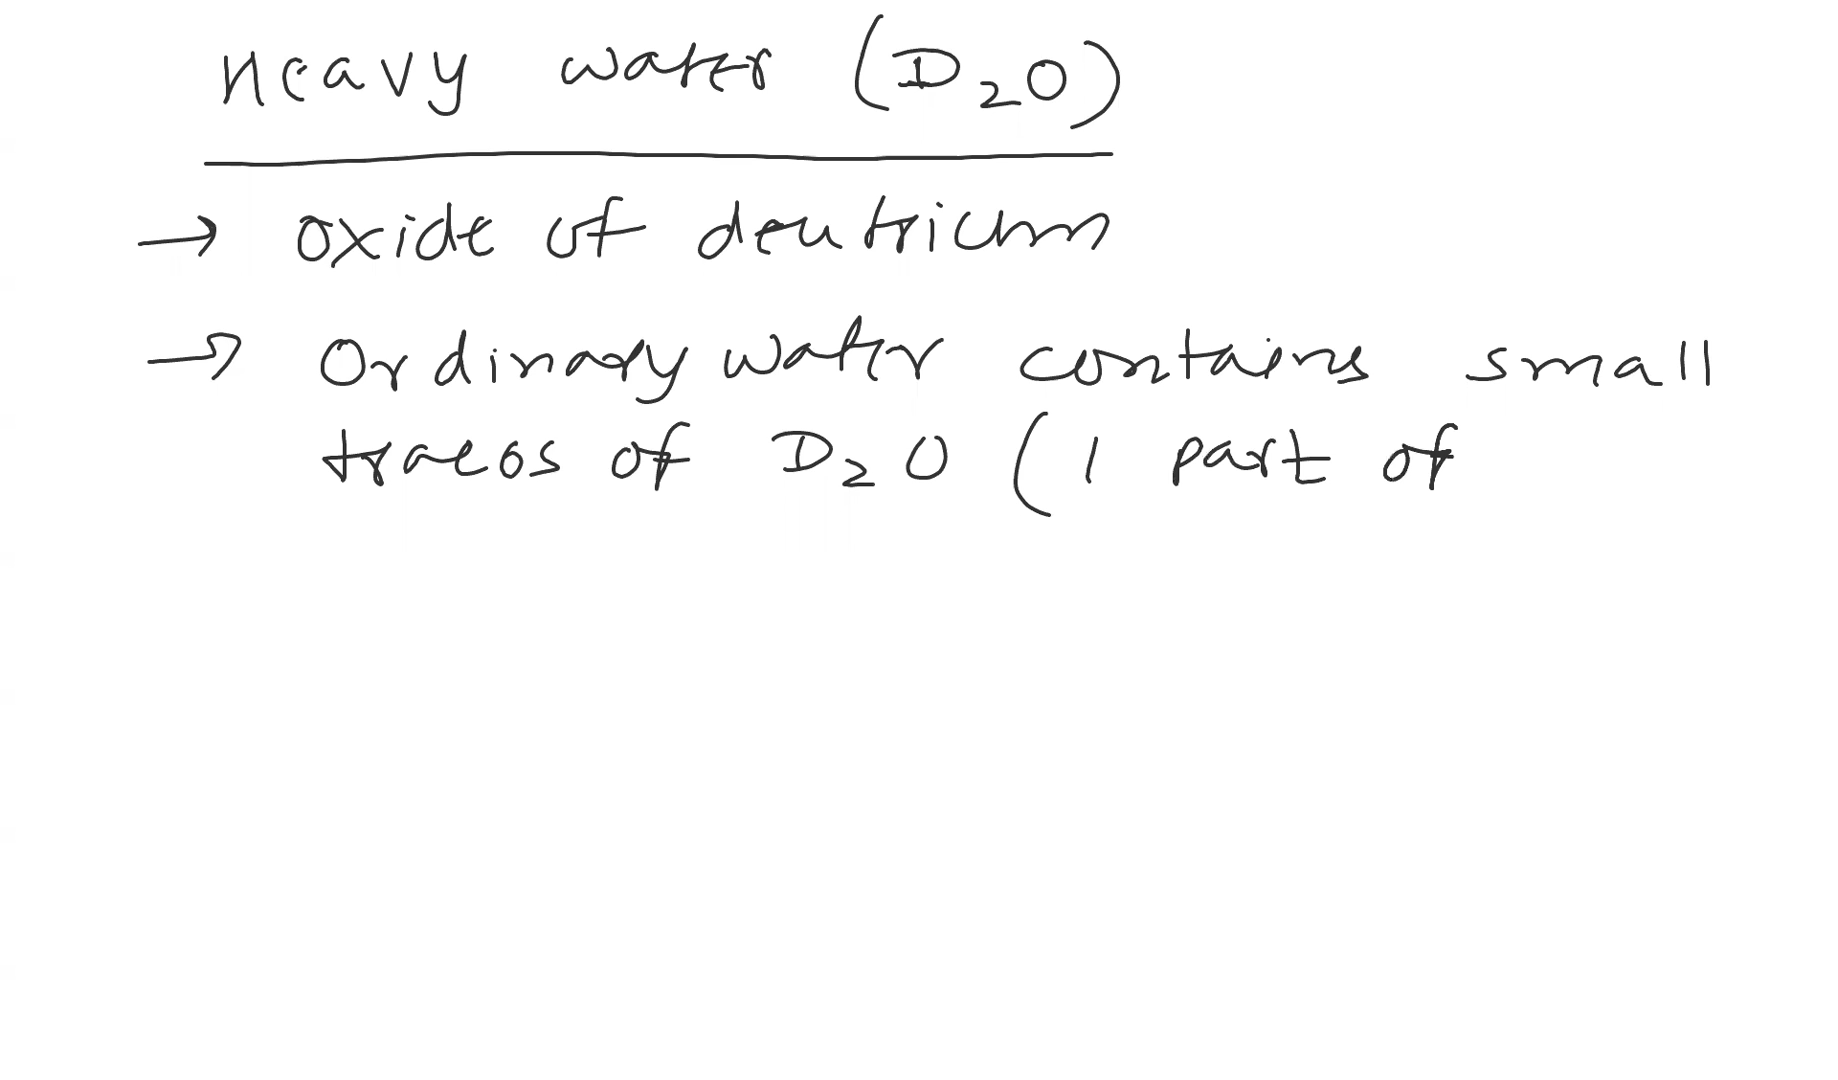 Heavy water (D₂O)
→ oxide of deutrium
→ Ordinary water contains small
traces of D₂O (1 part of